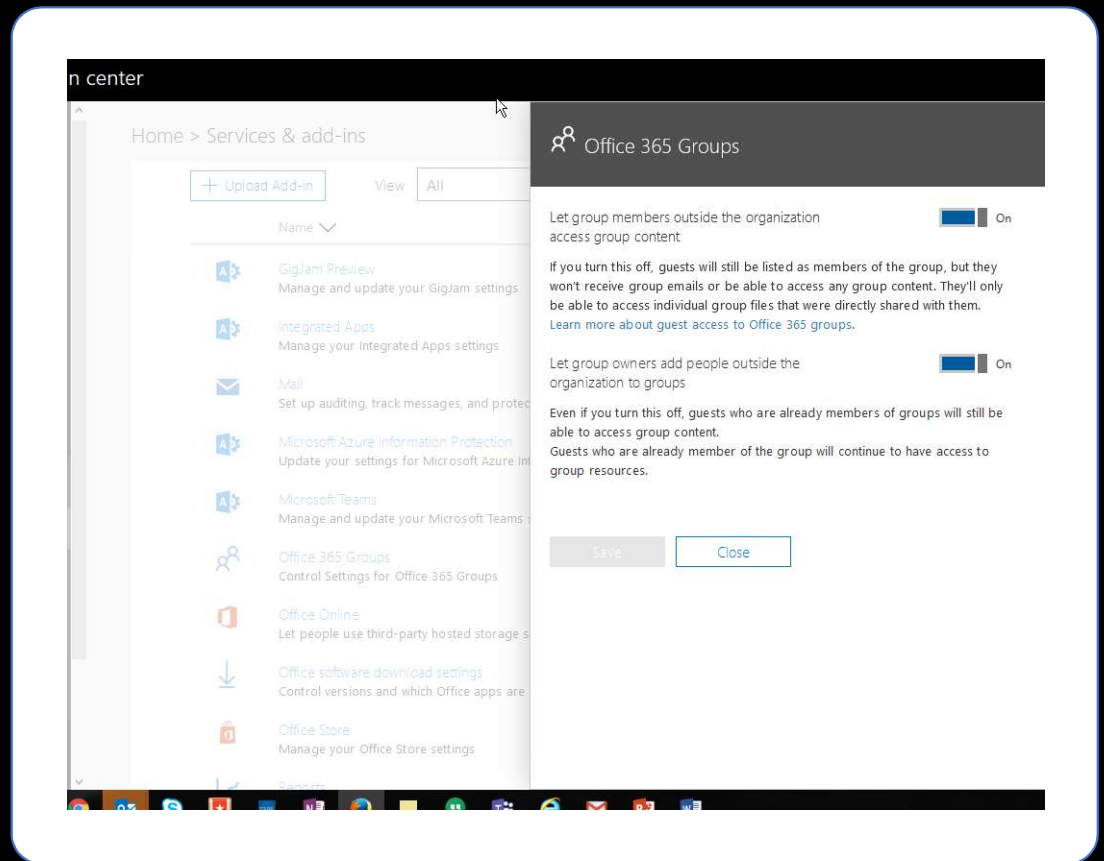 n center
Home > Services & add-ins
+ Upload Add-in
View
All
Name
GigJam Preview
Manage and update your GigJam settings
Integrated Apps
Manage your Integrated Apps settings
Mail
Set up auditing, track messages, and protec
Microsoft Azure Information Protection
Update your settings for Microsoft Azure Inf
Microsoft Teams
Manage and update your Microsoft Teams s
Office 365 Groups
Control Settings for Office 365 Groups
Office Online
Let people use third-party hosted storage s
Office software download settings
Control versions and which Office apps are
Office Store
Manage your Office Store settings
Reports
Office 365 Groups
Let group members outside the organization
access group content
On
If you turn this off, guests will still be listed as members of the group, but they
won't receive group emails or be able to access any group content. They'll only
be able to access individual group files that were directly shared with them.
Learn more about guest access to Office 365 groups.
Let group owners add people outside the
organization to groups
On
Even if you turn this off, guests who are already members of groups will still be
able to access group content.
Guests who are already member of the group will continue to have access to
group resources.
Save
Close